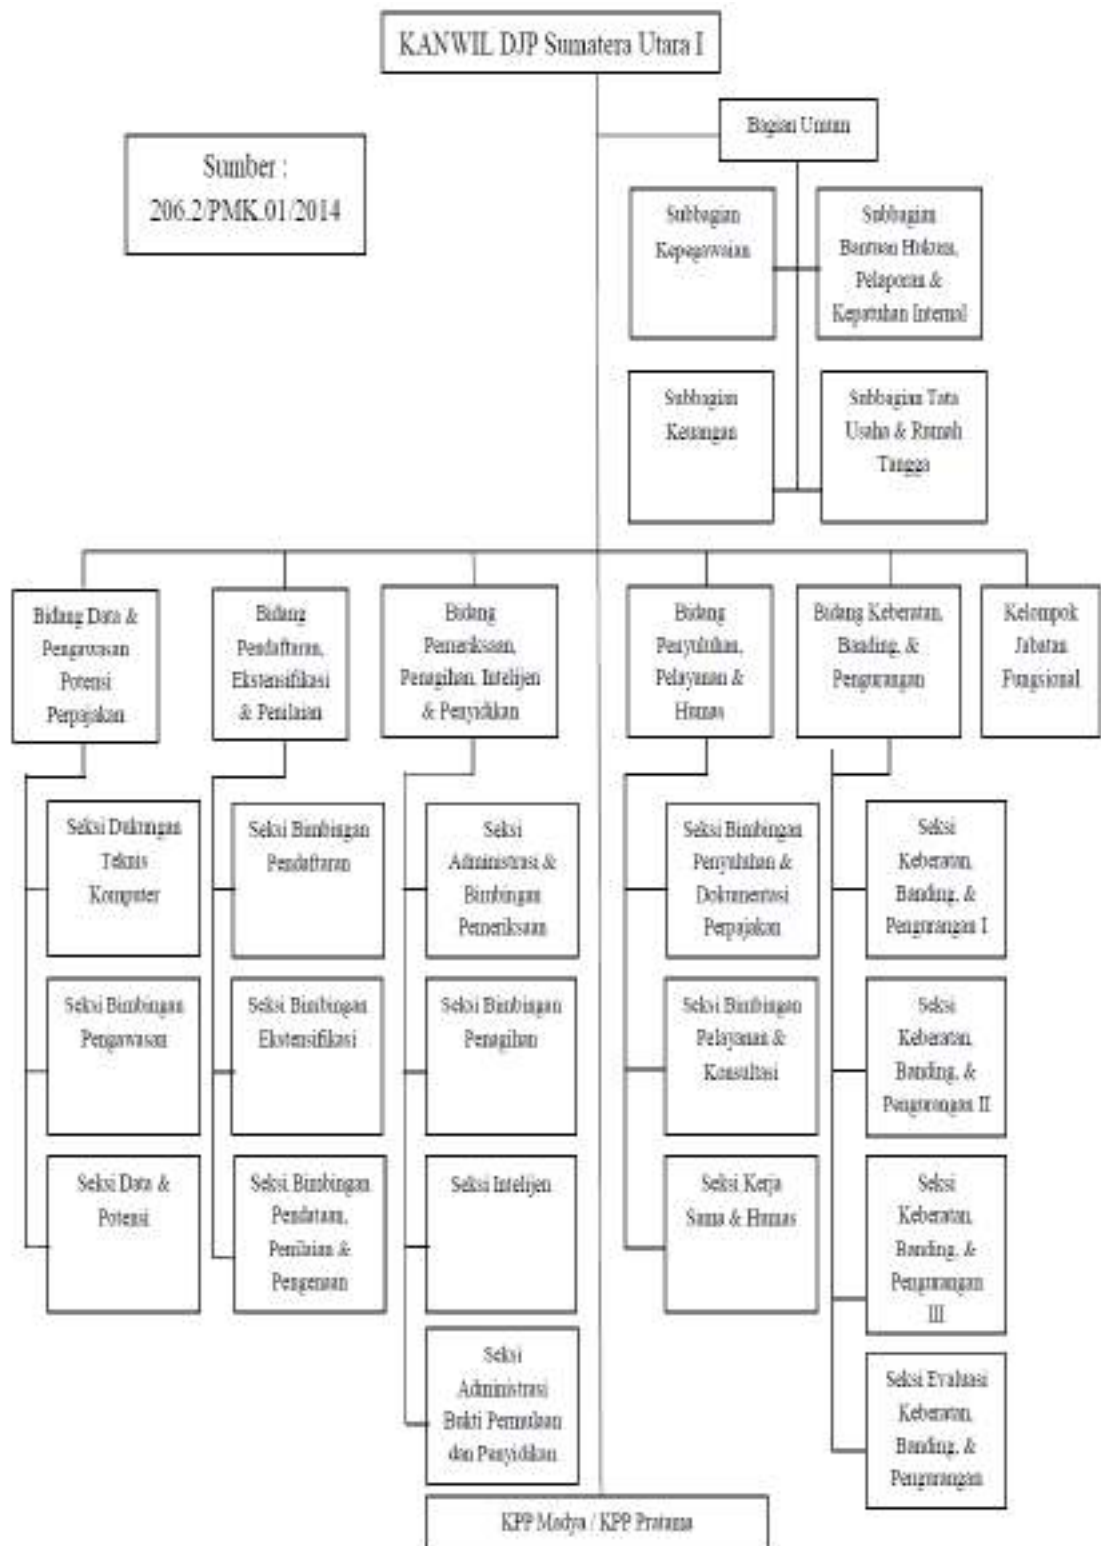 KANWIL DJP Sumatera Utara I
Bagian Umum
Sumber :
206.2/PMK.01/2014
Subbagian
Kepegawaian
Subbagian
Bantuan Hukum,
Pelaporan &
Kepatuhan Internal
Subbagian
Keuangan
Subbagian Tata
Usaha & Rumah
Tangga
Bidang Data &
Pengawasan
Potensi
Perpajakan
Bidang
Pendaftaran,
Ekstensifikasi
& Penilaian
Bidang
Pemeriksaan,
Penagihan, Intelijen
& Penyidikan
Bidang
Penyuluhan,
Pelayanan &
Humas
Bidang Keberatan,
Banding, &
Pengurangan
Kelompok
Jabatan
Fungsional
Seksi Dukungan
Teknis
Komputer
Seksi Bimbingan
Pendaftaran
Seksi
Administrasi &
Bimbingan
Pemeriksaan
Seksi Bimbingan
Penyuluhan &
Dokumentasi
Perpajakan
Seksi
Keberatan,
Banding, &
Pengurangan I
Seksi Bimbingan
Pengawasan
Seksi Bimbingan
Ekstensifikasi
Seksi Bimbingan
Penagihan
Seksi Bimbingan
Pelayanan &
Konsultasi
Seksi
Keberatan,
Banding, &
Pengurangan II
Seksi Data &
Potensi
Seksi Bimbingan
Pendataan,
Penilaian &
Pengenaan
Seksi Intelijen
Seksi Kerja
Sama & Humas
Seksi
Keberatan,
Banding, &
Pengurangan
III
Seksi
Administrasi
Bukti Permulaan
dan Penyidikan
Seksi Evaluasi
Keberatan,
Banding, &
Pengurangan
KPP Madya / KPP Pratama